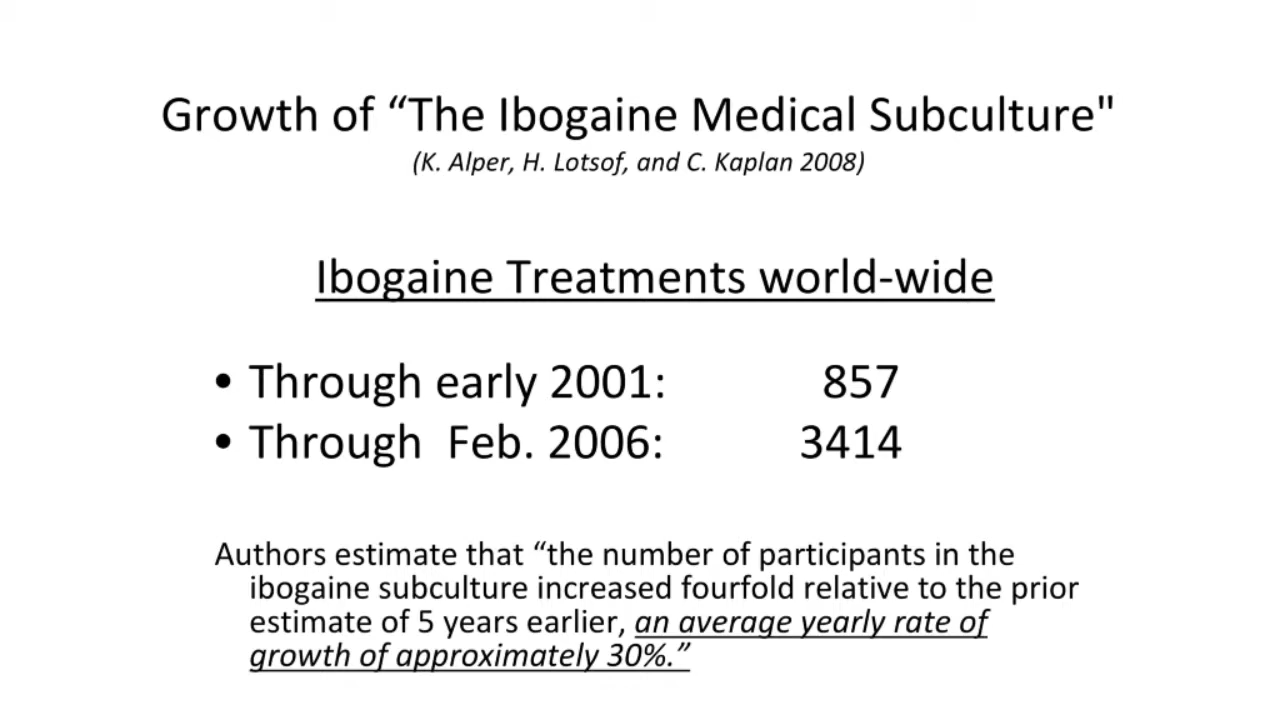 Growth of “The Ibogaine Medical Subculture"
(K. Alper, H. Lotsof, and C. Kaplan 2008)
Ibogaine Treatments world-wide
• Through early 2001: 857
• Through Feb. 2006: 3414
Authors estimate that “the number of participants in the
ibogaine subculture increased fourfold relative to the prior
estimate of 5 years earlier, an average yearly rate of
growth of approximately 30%.”